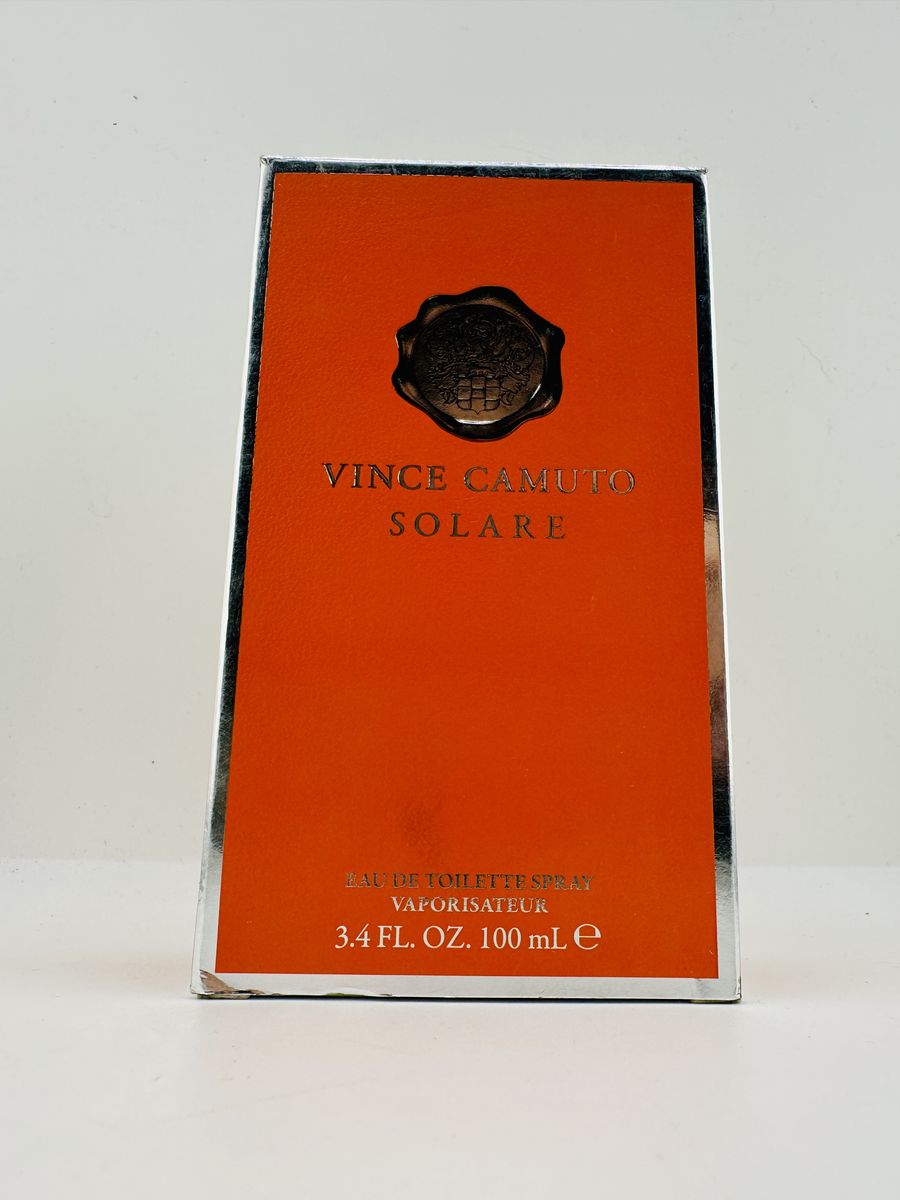 VINCE CAMUTO
SOLARE
EAU DE TOILETTE SPRAY
VAPORISATEUR
3.4 FL. OZ. 100 mL ℮